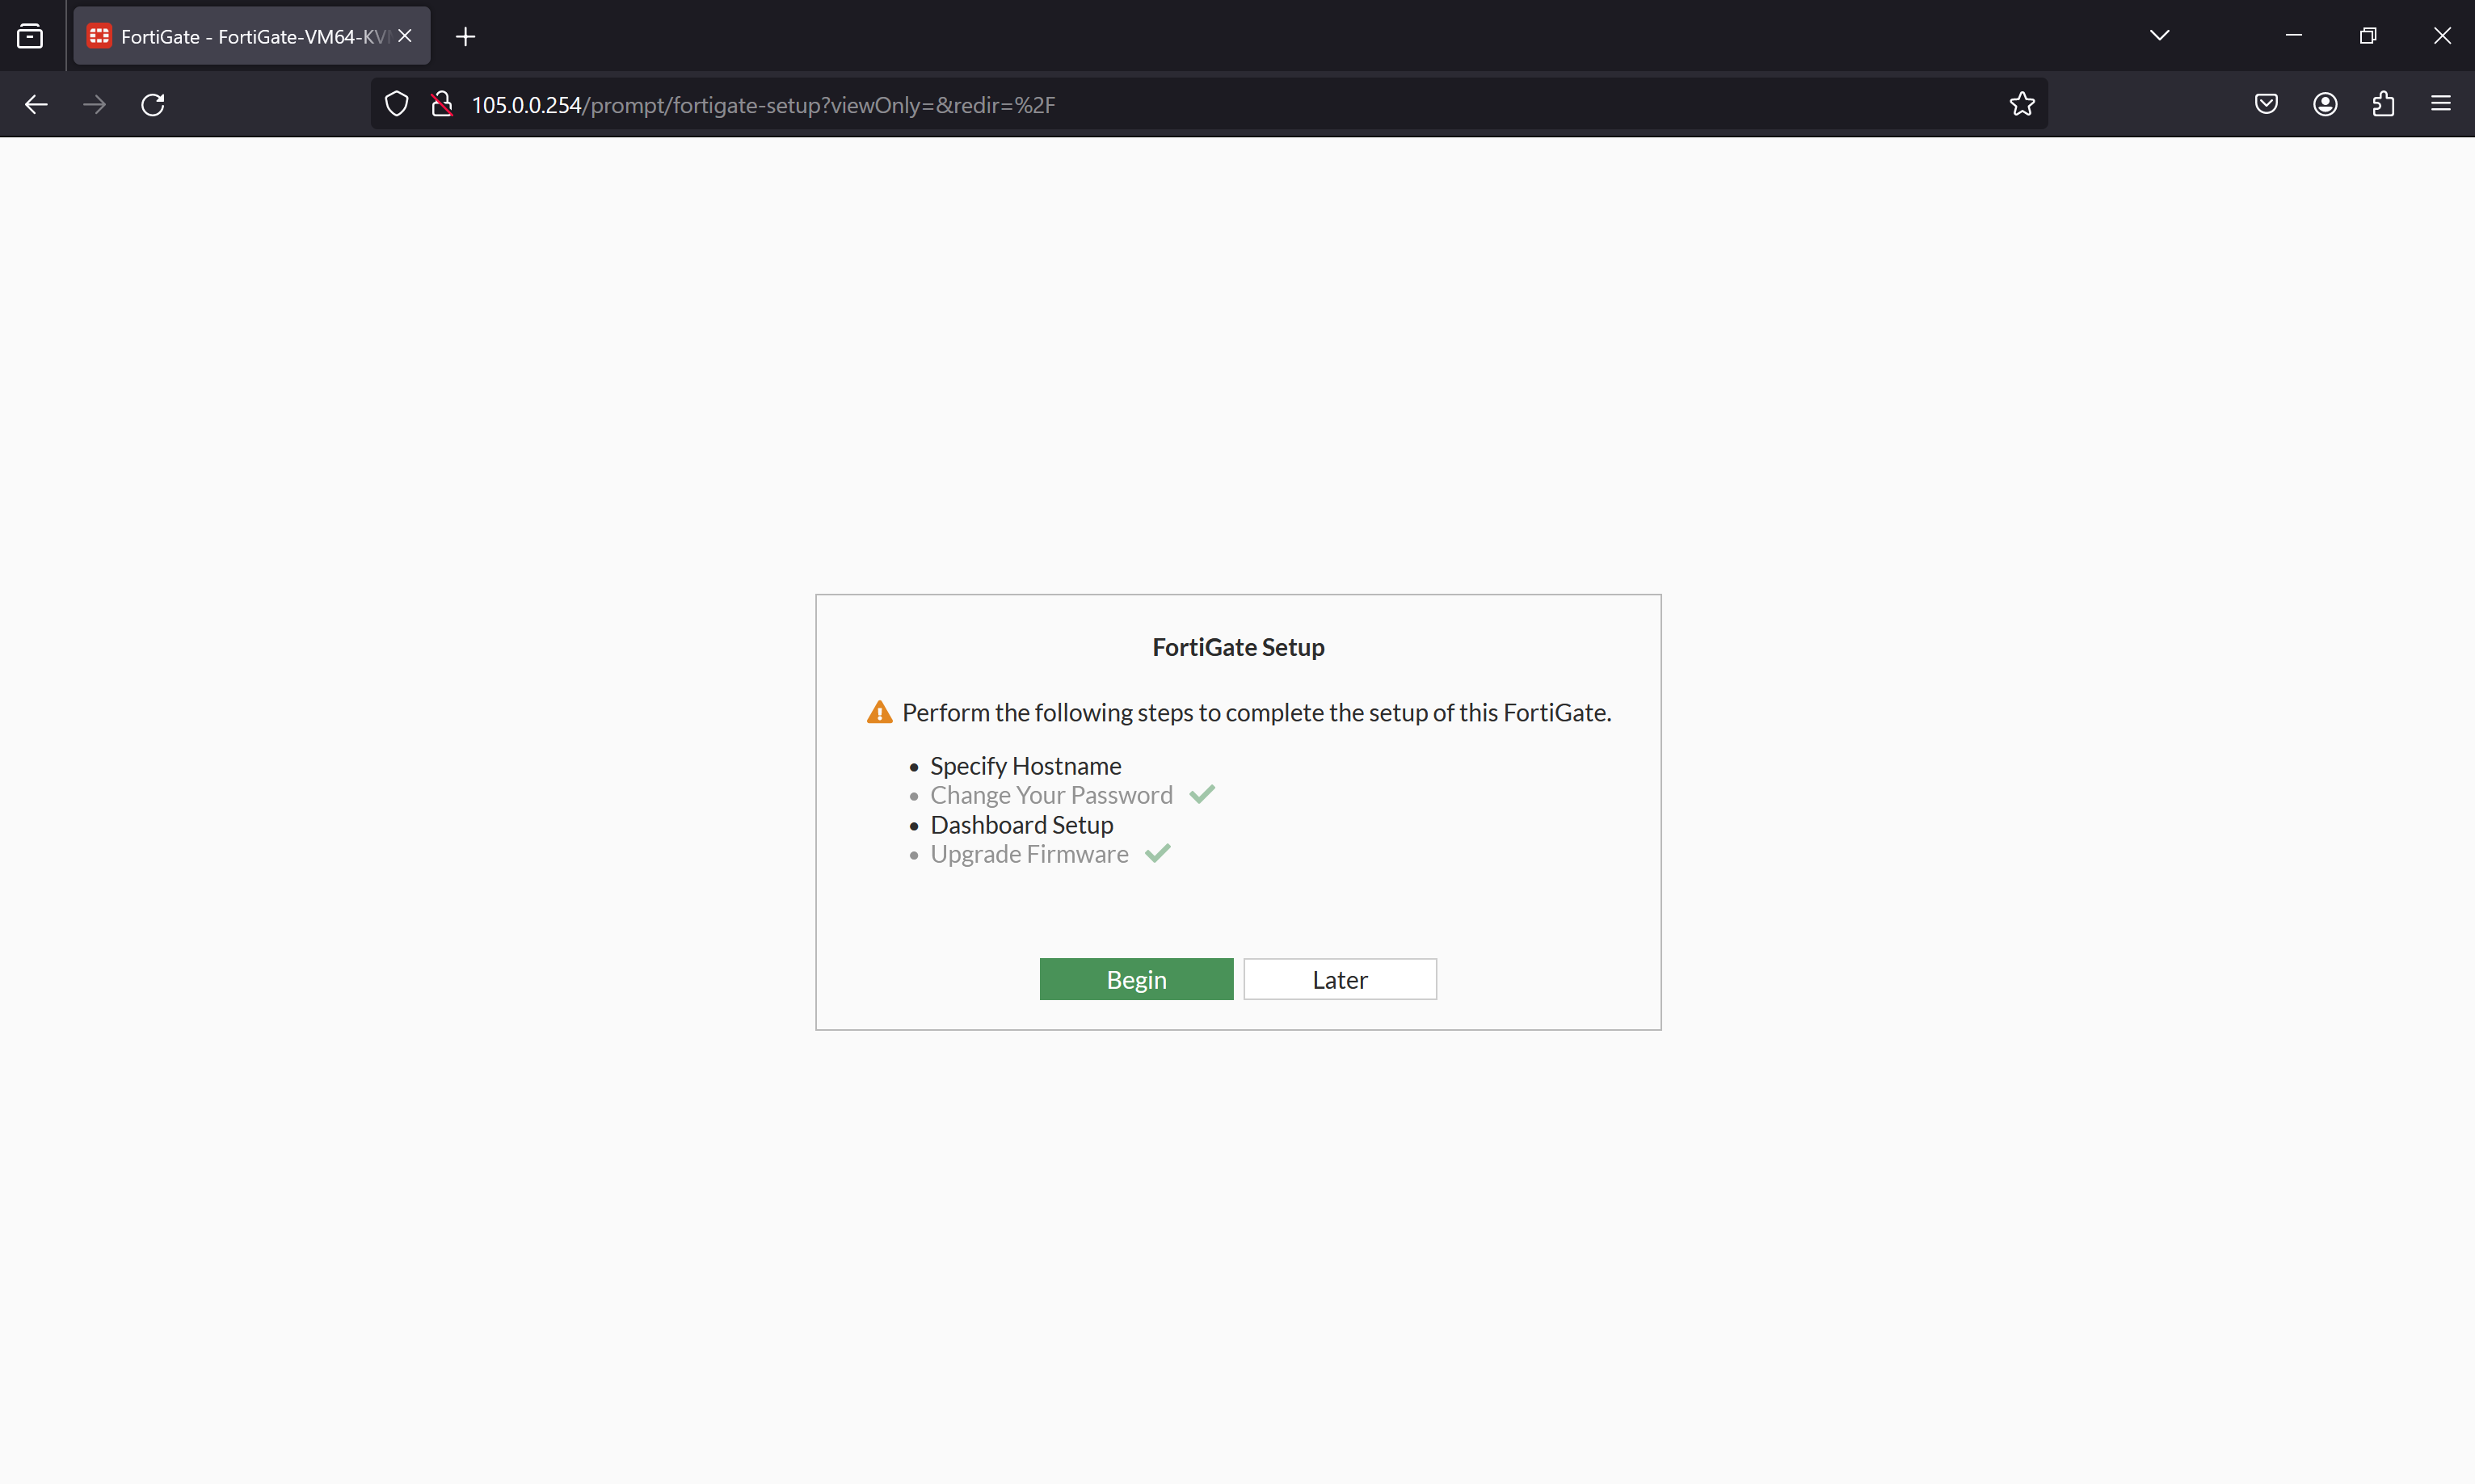 FortiGate - FortiGate-VM64-KV
105.0.0.254/prompt/fortigate-setup?viewOnly=&redir=%2F
FortiGate Setup
Perform the following steps to complete the setup of this FortiGate.
• Specify Hostname
• Change Your Password
• Dashboard Setup
• Upgrade Firmware
Begin
Later